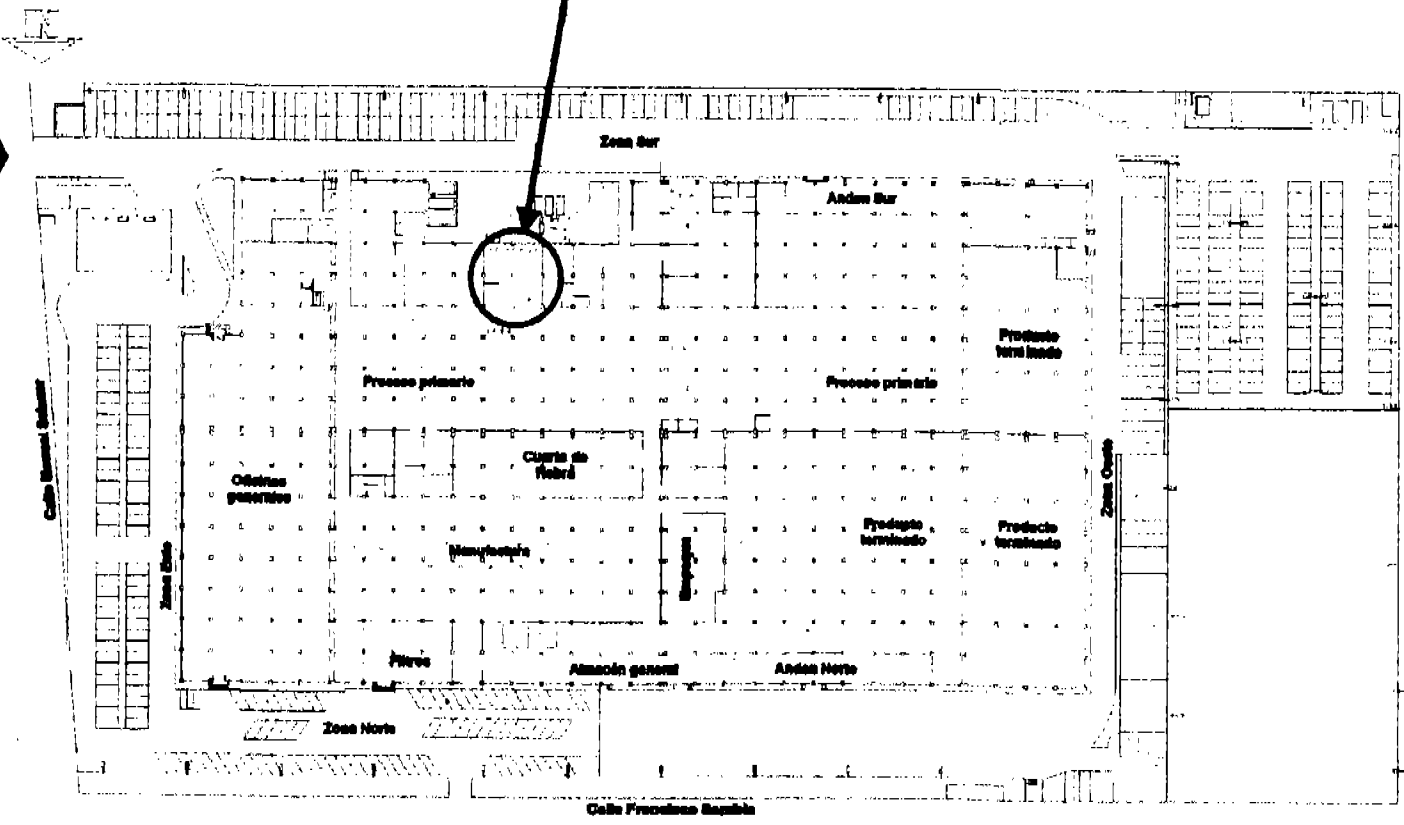 Zona Sur
Anden Sur
Producto
terminado
Proceso primario
Proceso primario
Cuarto de
Oficinas
generales
Zona Oeste
Producto
terminado
Producto
terminado
Manufactura
Empaque
Zona Este
Filtros
Almacén general
Anden Norte
Zona Norte
Calle Francisco